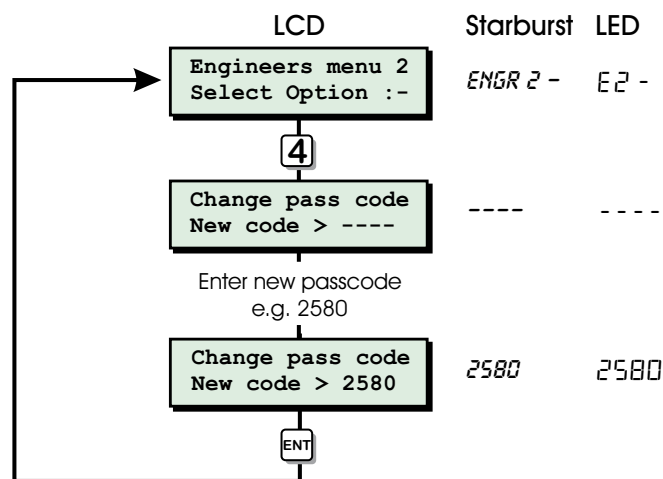 LCD Starburst LED
Engineers menu 2
Select Option :-
ENGR 2 - E2 -
4
Change pass code
New code > ----
---- ----
Enter new passcode
e.g. 2580
Change pass code
New code > 2580
2580 2580
ENT